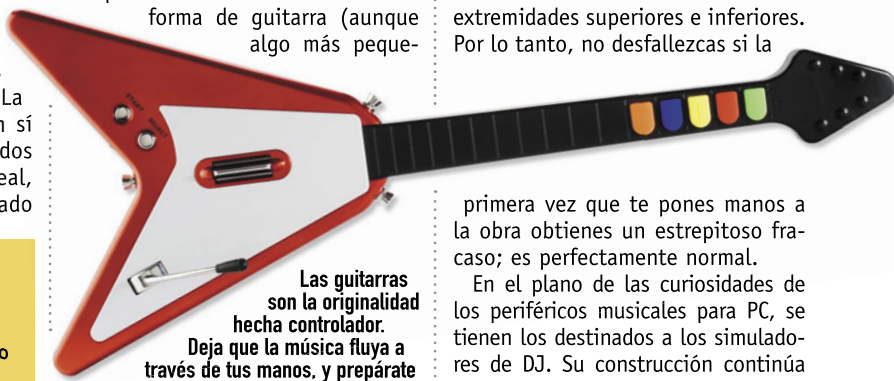 forma de guitarra (aunque
algo más peque-
La
sí
dos
eal,
ado
o
START
SELECT
Las guitarras
son la originalidad
hecha controlador.
Deja que la música fluya a
través de tus manos, y prepárate
extremidades superiores e inferiores.
Por lo tanto, no desfallezcas si la
primera vez que te pones manos a
la obra obtienes un estrepitoso fra-
caso; es perfectamente normal.
En el plano de las curiosidades de
los periféricos musicales para PC, se
tienen los destinados a los simulado-
res de DJ. Su construcción continúa